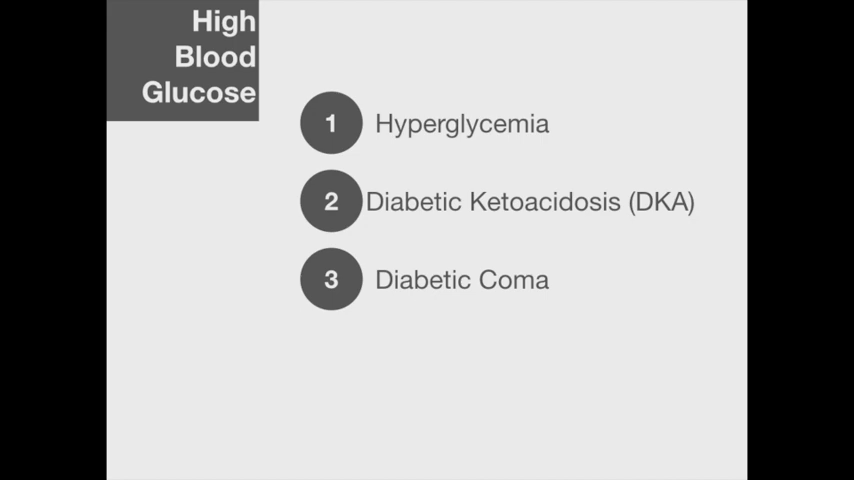 High
Blood
Glucose
1 Hyperglycemia
2 Diabetic Ketoacidosis (DKA)
3 Diabetic Coma